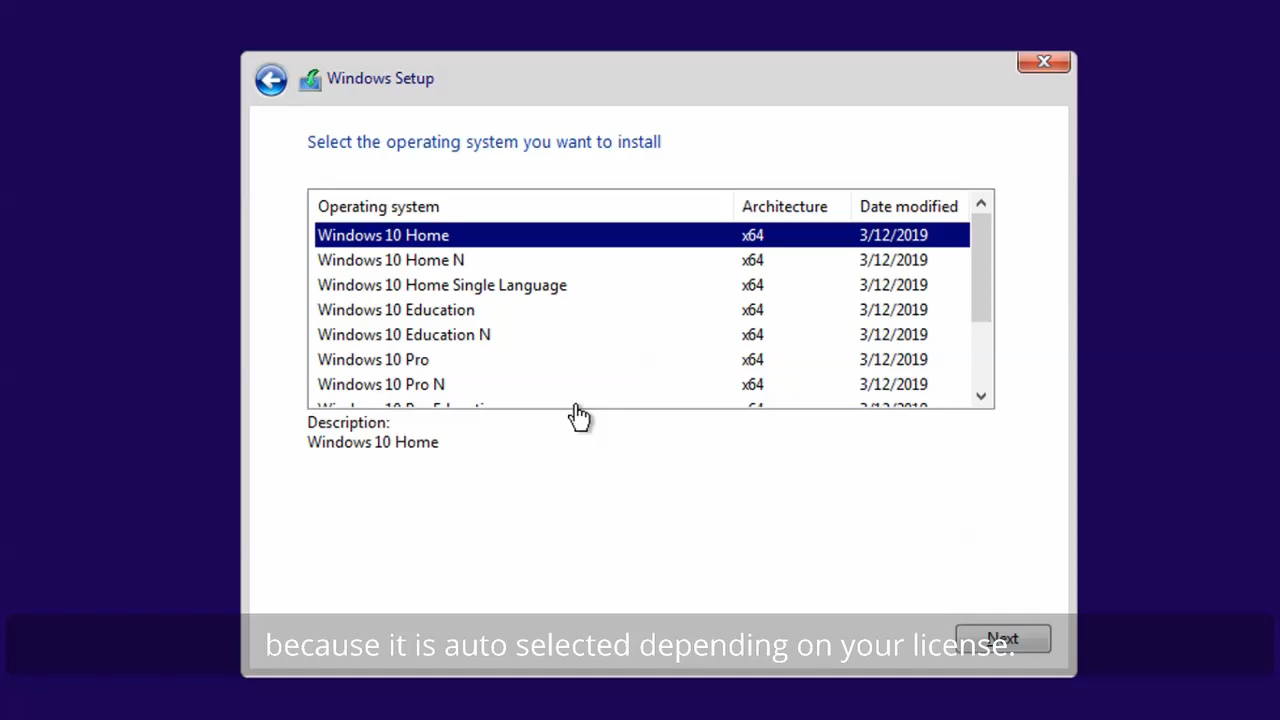 Windows Setup
Select the operating system you want to install
Operating system Architecture Date modified
Windows 10 Home x64 3/12/2019
Windows 10 Home N x64 3/12/2019
Windows 10 Home Single Language x64 3/12/2019
Windows 10 Education x64 3/12/2019
Windows 10 Education N x64 3/12/2019
Windows 10 Pro x64 3/12/2019
Windows 10 Pro N x64 3/12/2019
Description:
Windows 10 Home
Next
because it is auto selected depending on your license.